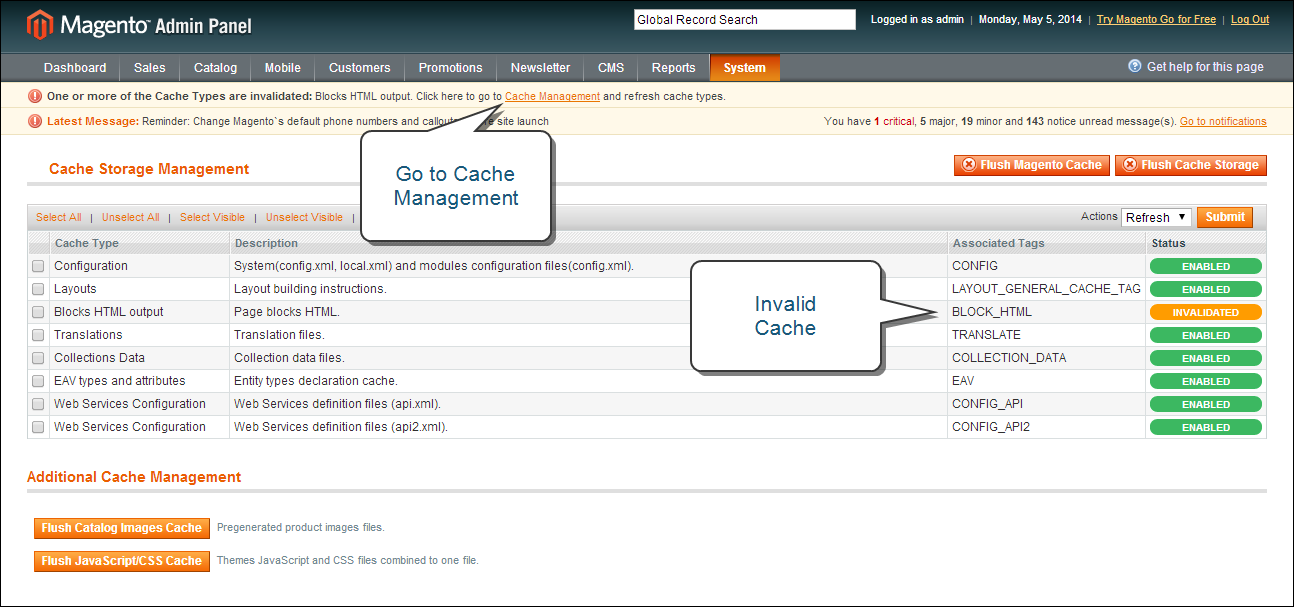 Magento™ Admin Panel
Global Record Search
Logged in as admin | Monday, May 5, 2014 | Try Magento Go for Free | Log Out
Dashboard Sales Catalog Mobile Customers Promotions Newsletter CMS Reports System
Get help for this page
One or more of the Cache Types are invalidated: Blocks HTML output. Click here to go to Cache Management and refresh cache types.
Latest Message: Reminder: Change Magento`s default phone numbers and callouts site launch
You have 1 critical, 5 major, 19 minor and 143 notice unread message(s). Go to notifications
Go to Cache
Management
Cache Storage Management
Flush Magento Cache Flush Cache Storage
Select All | Unselect All | Select Visible | Unselect Visible |
Actions Refresh Submit
Cache Type Description Associated Tags Status
Configuration System(config.xml, local.xml) and modules configuration files(config.xml). CONFIG ENABLED
Layouts Layout building instructions. LAYOUT_GENERAL_CACHE_TAG ENABLED
Blocks HTML output Page blocks HTML. BLOCK_HTML INVALIDATED
Invalid
Cache
Translations Translation files. TRANSLATE ENABLED
Collections Data Collection data files. COLLECTION_DATA ENABLED
EAV types and attributes Entity types declaration cache. EAV ENABLED
Web Services Configuration Web Services definition files (api.xml). CONFIG_API ENABLED
Web Services Configuration Web Services definition files (api2.xml). CONFIG_API2 ENABLED
Additional Cache Management
Flush Catalog Images Cache Pregenerated product images files.
Flush JavaScript/CSS Cache Themes JavaScript and CSS files combined to one file.